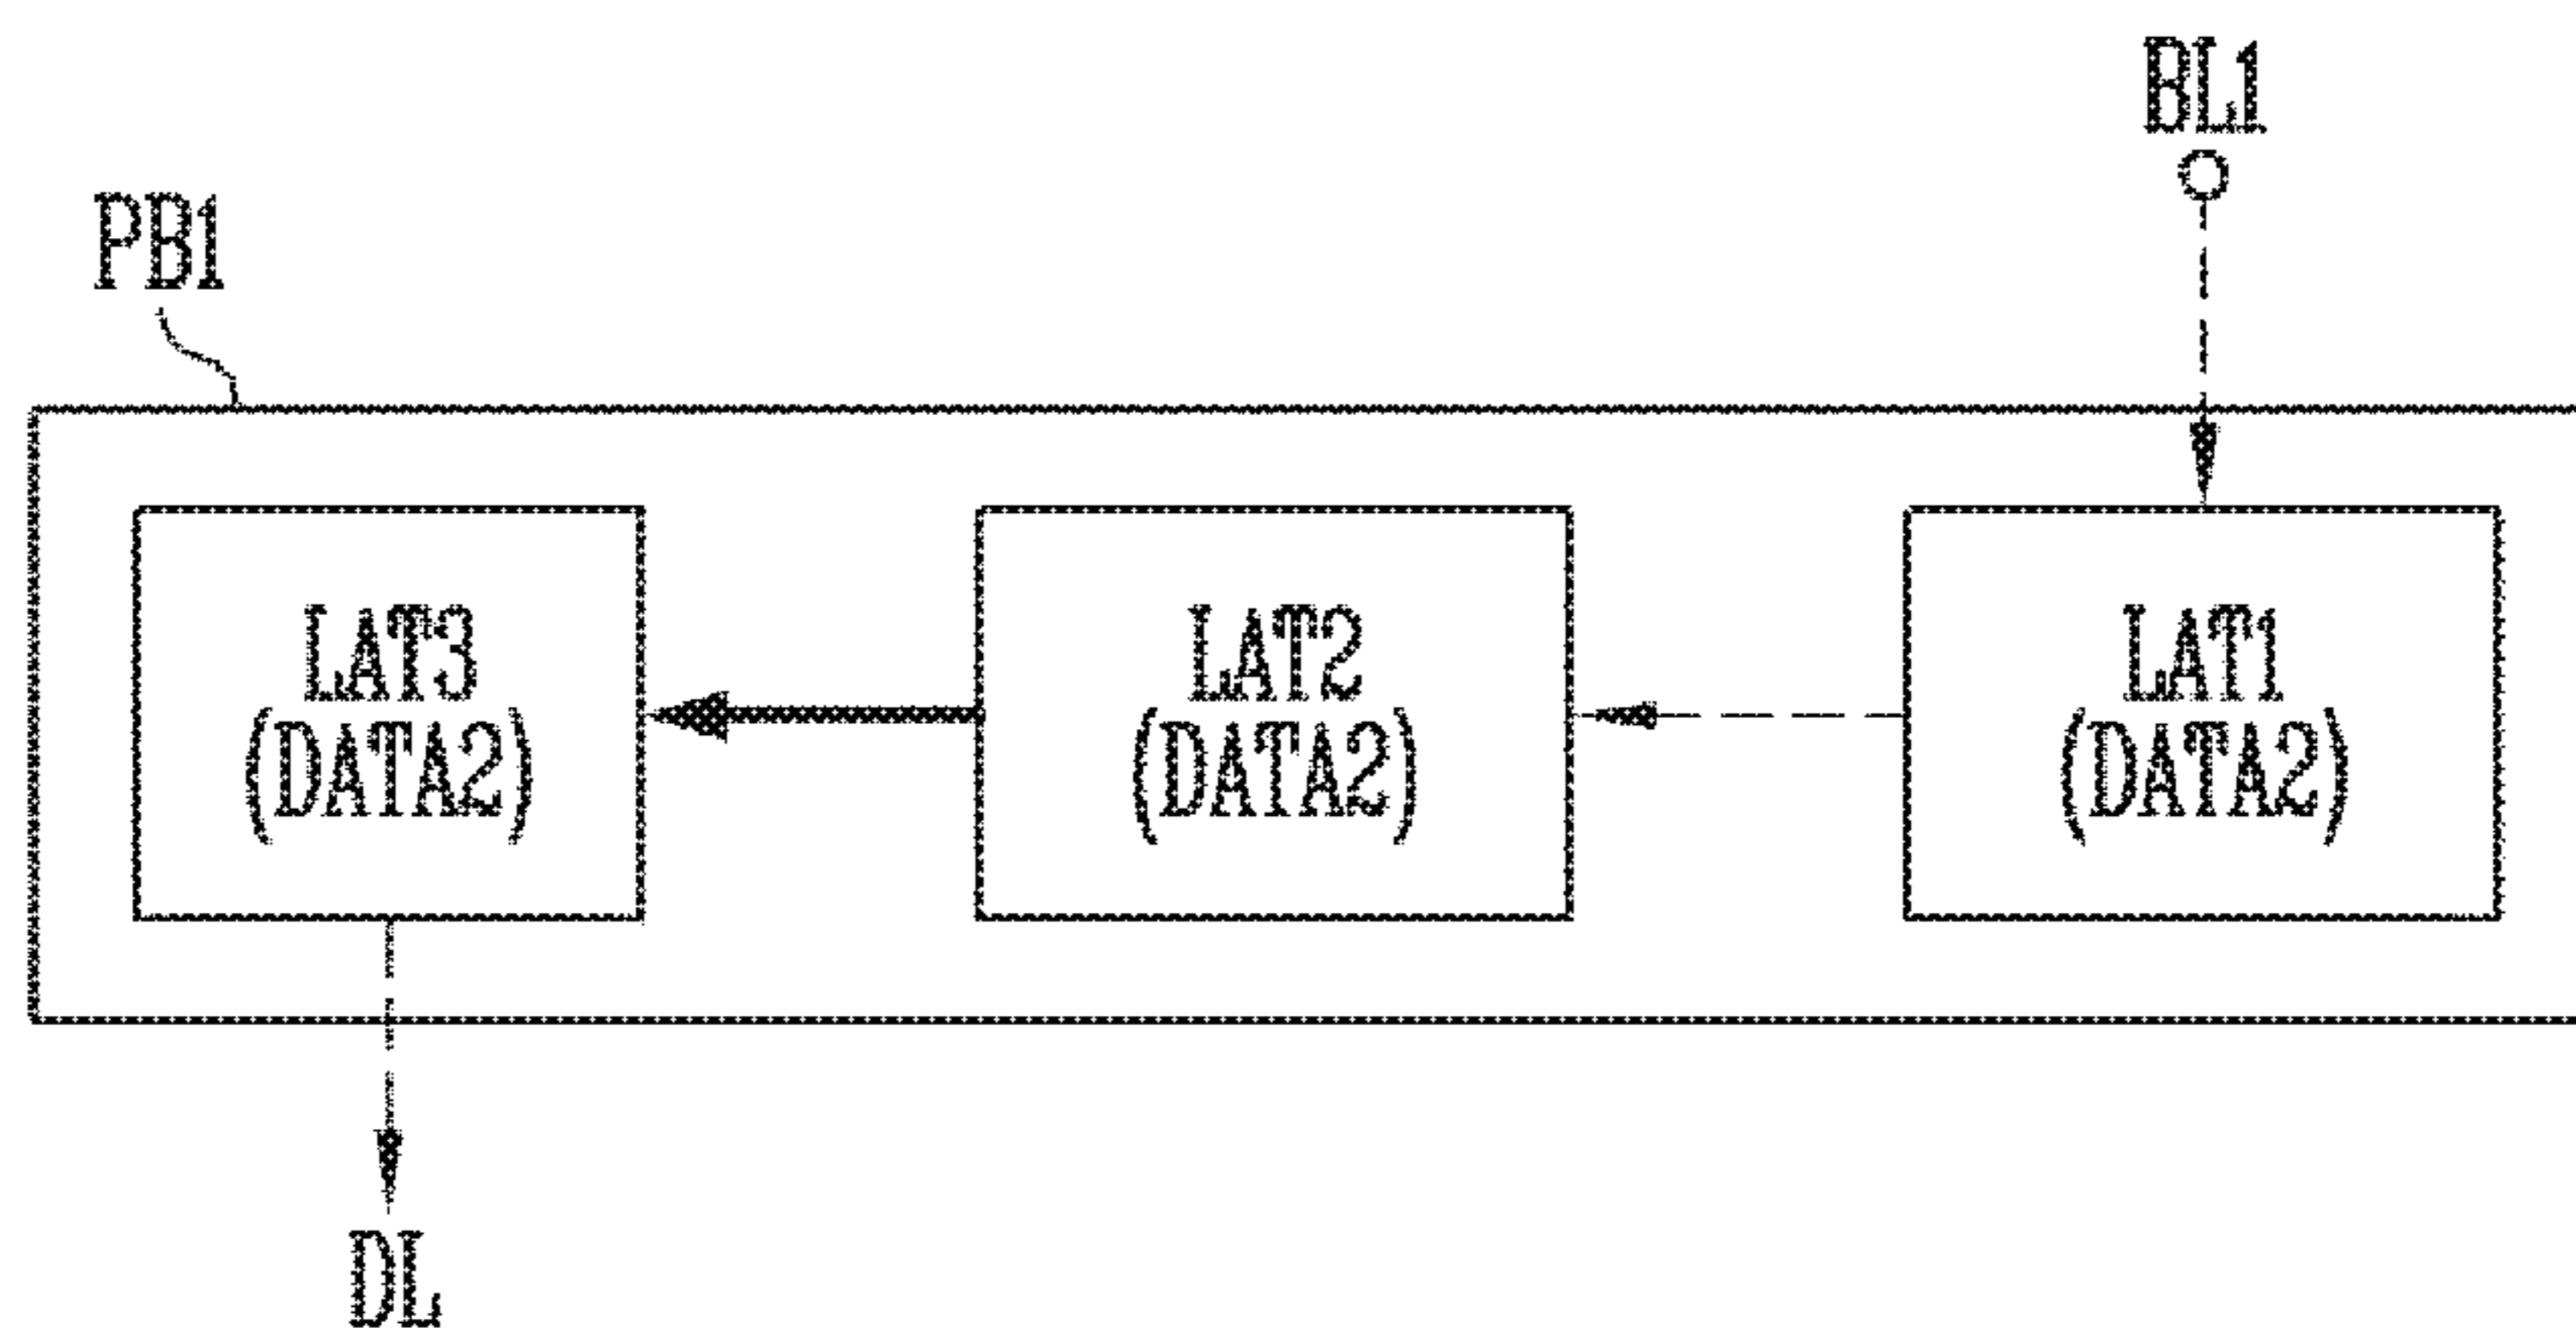 BL1
PB1
LAT3
(DATA2)
LAT2
(DATA2)
LAT1
(DATA2)
DL